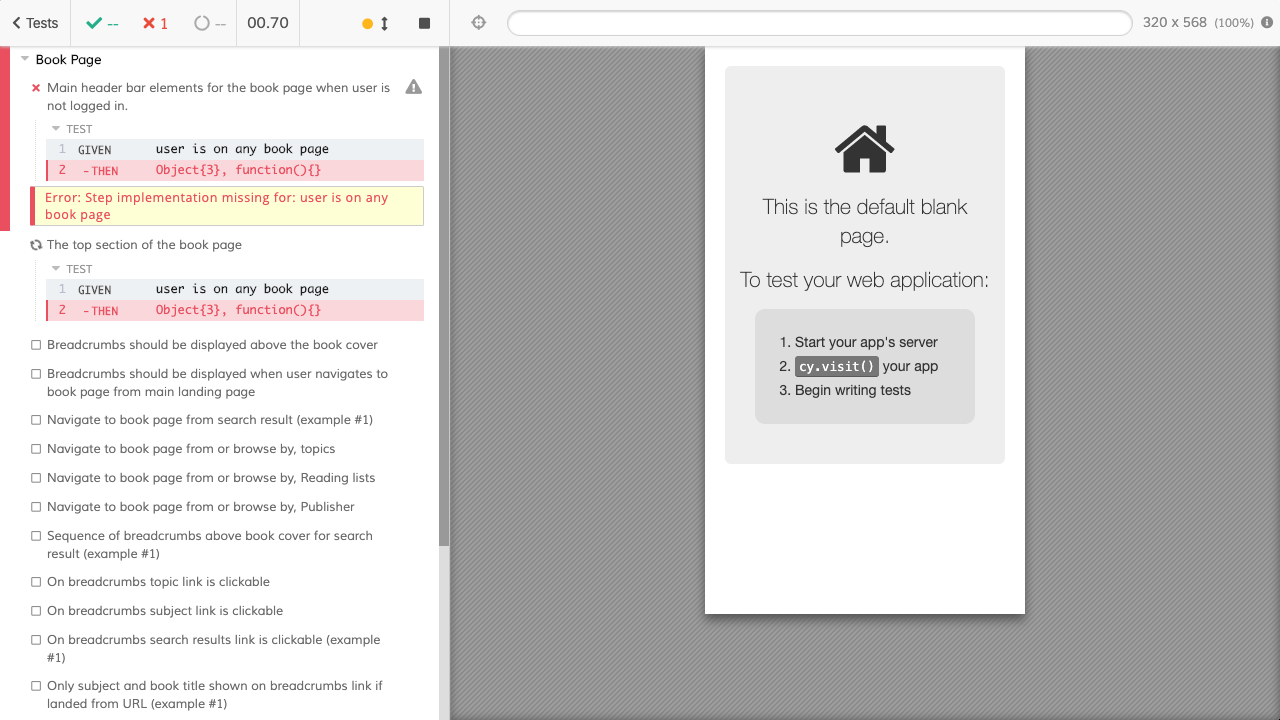 Tests
--
1
--
00.70
320 x 568 (100%)
Book Page
Main header bar elements for the book page when user is
not logged in.
TEST
1 GIVEN user is on any book page
2 -THEN Object{3}, function(){}
Error: Step implementation missing for: user is on any
book page
The top section of the book page
TEST
1 GIVEN user is on any book page
2 -THEN Object{3}, function(){}
Breadcrumbs should be displayed above the book cover
Breadcrumbs should be displayed when user navigates to
book page from main landing page
Navigate to book page from search result (example #1)
Navigate to book page from or browse by, topics
Navigate to book page from or browse by, Reading lists
Navigate to book page from or browse by, Publisher
Sequence of breadcrumbs above book cover for search
result (example #1)
On breadcrumbs topic link is clickable
On breadcrumbs subject link is clickable
On breadcrumbs search results link is clickable (example
#1)
Only subject and book title shown on breadcrumbs link if
landed from URL (example #1)
This is the default blank
page.
To test your web application:
1. Start your app's server
2. cy.visit() your app
3. Begin writing tests